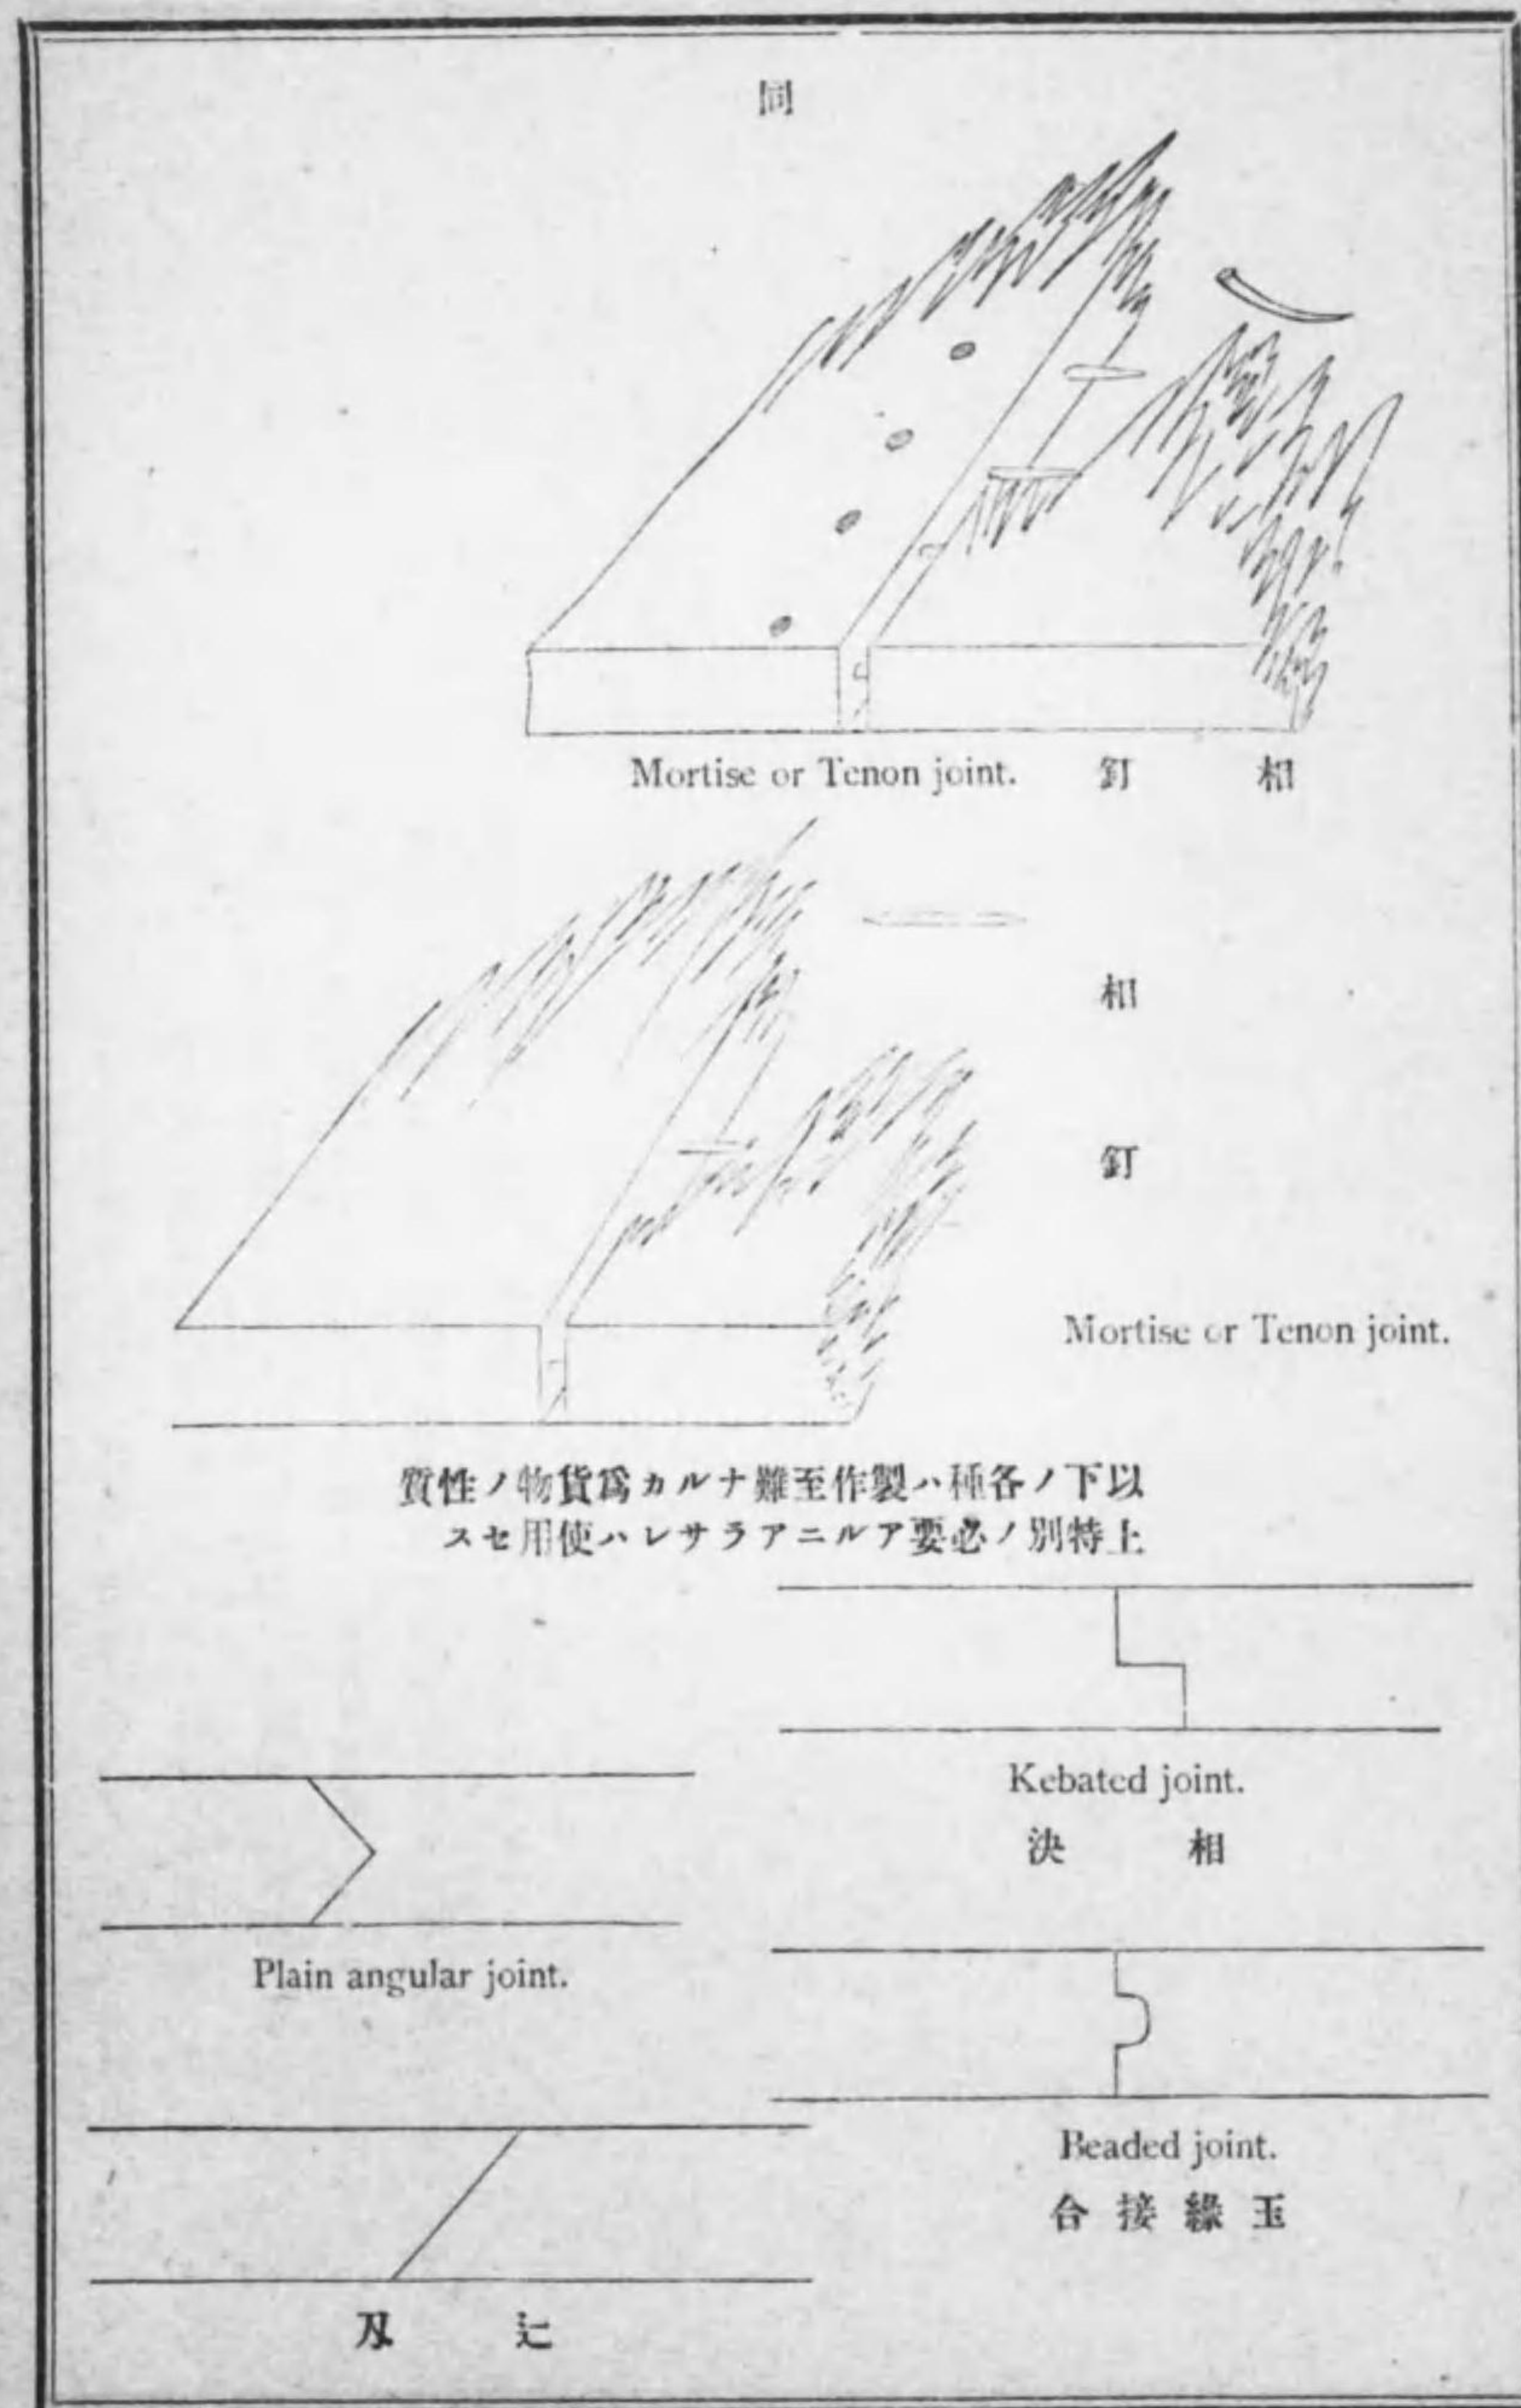 同
Mortise or Tenon joint. 相釘
相
釘
Mortise or Tenon joint.
以下ノ各種ハ製作至難ナルカ爲貨物ノ性質
上特別ノ必要アルニアラサレハ使用セス
Kebated joint.
相決
Plain angular joint.
Beaded joint.
玉緣接合
辷刄